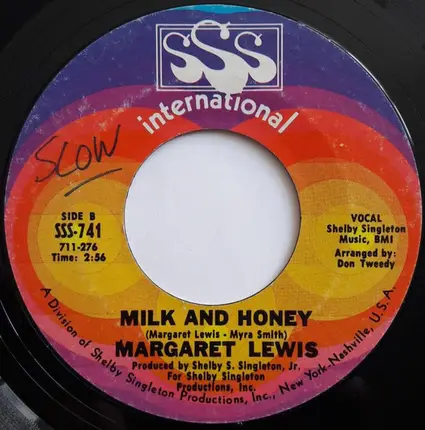 SSS
international
SLOW
SIDE B
SSS-741
711-276
Time: 2:56
VOCAL
Shelby Singleton
Music, BMI
Arranged by:
Don Tweedy
MILK AND HONEY
(Margaret Lewis - Myra Smith)
MARGARET LEWIS
Produced by Shelby S. Singleton, Jr.
For Shelby Singleton
Productions, Inc.
A Division of Shelby Singleton Productions, Inc., New York-Nashville, U.S.A.